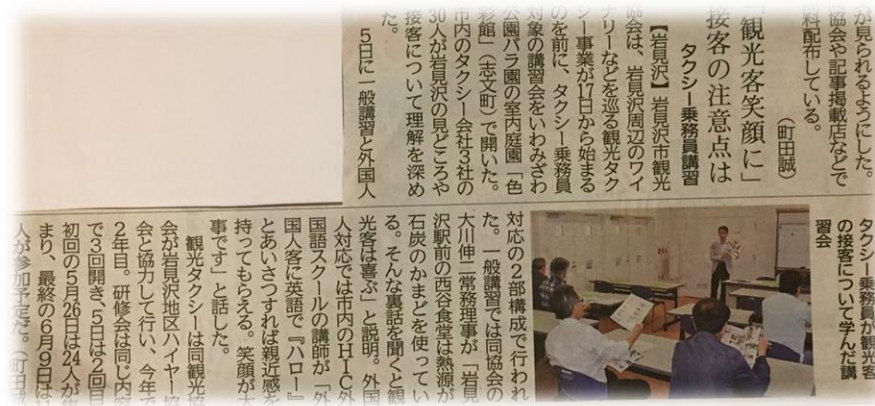 が見られるようにした。
協会や記事掲載店などで
料配布している。
（町田誠）
「観光客笑顔に」
接客の注意点は
タクシー乗務員講習
【岩見沢】岩見沢市観光
協会は、岩見沢周辺のワイ
ナリーなどを巡る観光タク
シー事業が17日から始まる
のを前に、タクシー乗務員
対象の講習会をいわみざわ
公園バラ園の室内庭園「色
彩館」（志文町）で開いた。
市内のタクシー会社３社の
30人が岩見沢の見どころや
接客について理解を深め
た。
５日に一般講習と外国人
タクシー乗務員が観光客
の接客について学んだ講
習会
対応の２部構成で行われ
た。一般講習では同協会の
大川伸二常務理事が「岩見
沢駅前の西谷食堂は熱源が
石炭のかまどを使ってい
る。そんな裏話を聞くと観
光客は喜ぶ」と説明。外国
人対応では市内のＨＩＣ外
国語スクールの講師が「外
国人客に英語で『ハロー』
とあいさつすれば親近感を
持ってもらえる。笑顔が大
事です」と話した。
観光タクシーは同観光協
会が岩見沢地区ハイヤー協
会と協力して行い、今年で
２年目。研修会は同じ内容
で３回開き、５日は２回目
初回の５月26日は24人が集
まり、最終の６月９日は
人が参加予定だ。（町田誠